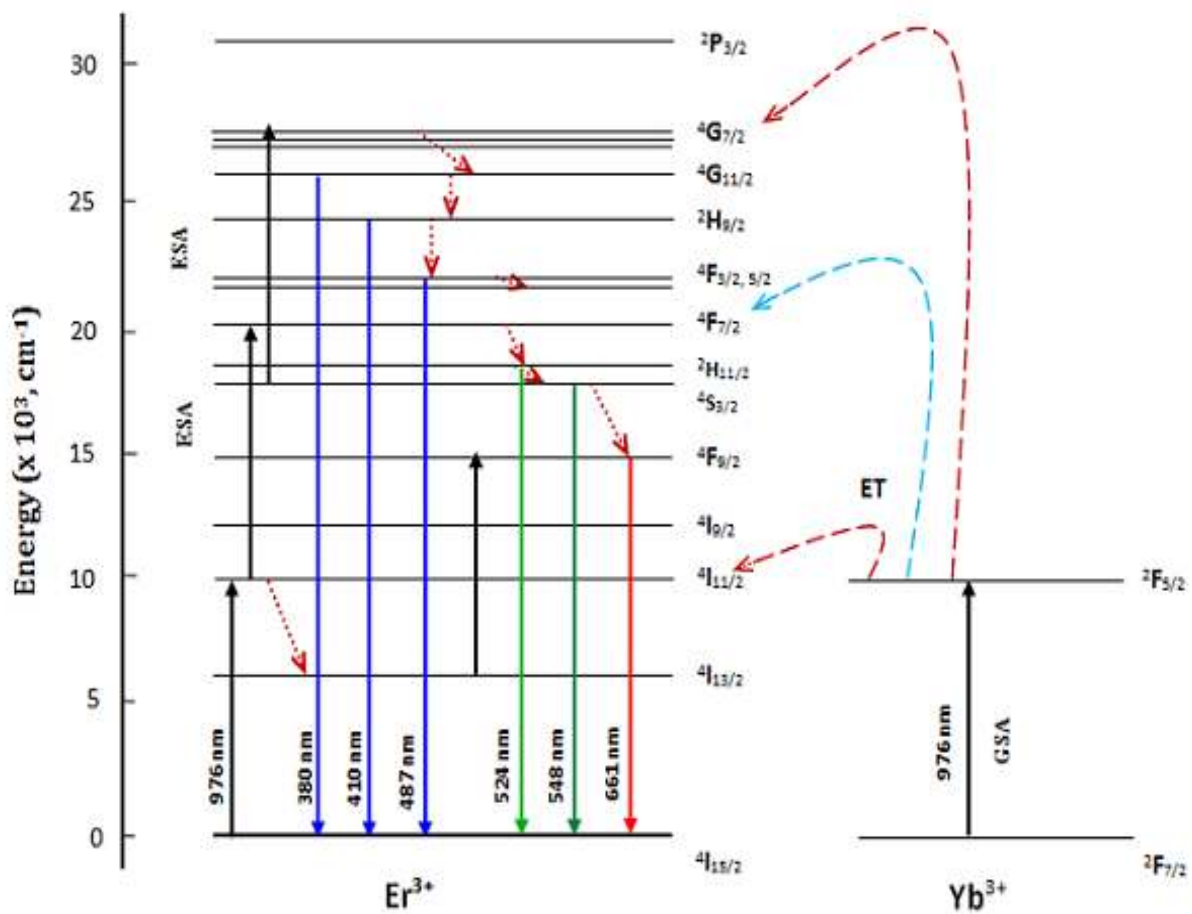 Energy (x 10³, cm⁻¹)
30
25
20
15
10
5
0
ESA
ESA
²P₃/₂
⁴G₇/₂
⁴G₁₁/₂
²H₉/₂
⁴F₃/₂, ₅/₂
⁴F₇/₂
²H₁₁/₂
⁴S₃/₂
⁴F₉/₂
⁴I₉/₂
⁴I₁₁/₂
⁴I₁₃/₂
⁴I₁₅/₂
976 nm
380 nm
410 nm
487 nm
524 nm
548 nm
661 nm
ET
²F₅/₂
976 nm
GSA
²F₇/₂
Er³⁺
Yb³⁺